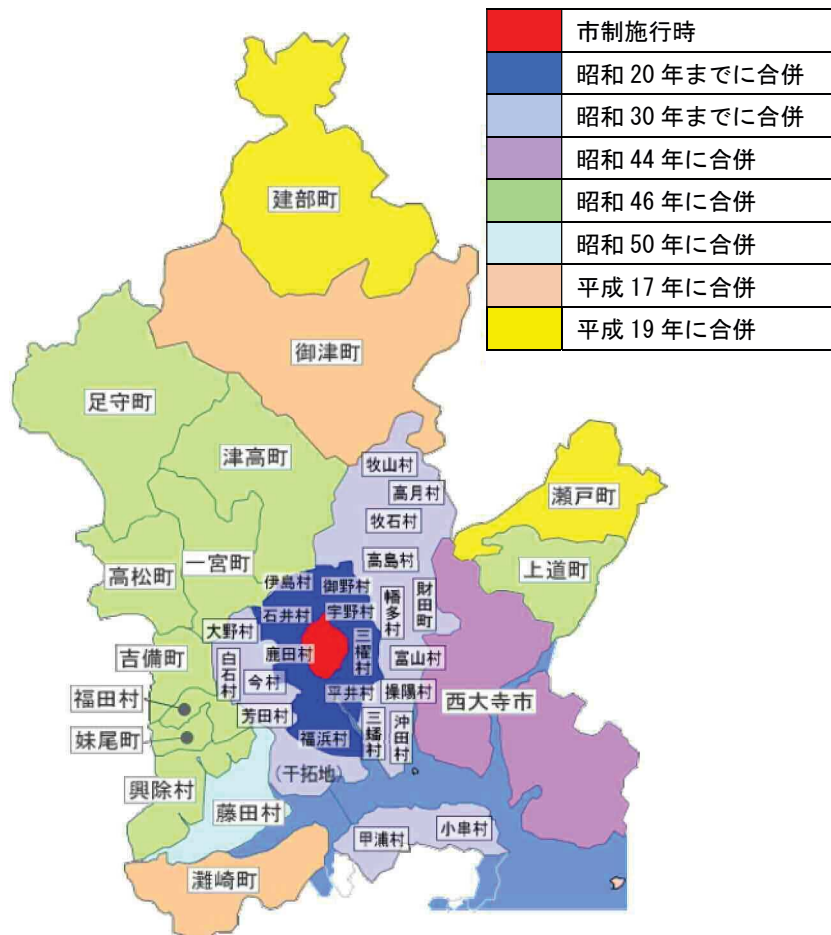 市制施行時
昭和 20 年までに合併
昭和 30 年までに合併
昭和 44 年に合併
昭和 46 年に合併
昭和 50 年に合併
平成 17 年に合併
平成 19 年に合併
建部町
御津町
足守町
津高町
牧山村
高月村
瀬戸町
牧石村
高島村
一宮町
高松町
上道町
伊島村
御野村
幡多村
財田町
石井村
宇野村
大野村
三櫂村
吉備町
鹿田村
白石村
富山村
今村
平井村
操陽村
福田村
西大寺市
芳田村
三蟠村
沖田村
妹尾町
福浜村
(干拓地)
興除村
藤田村
小串村
甲浦村
灘崎町